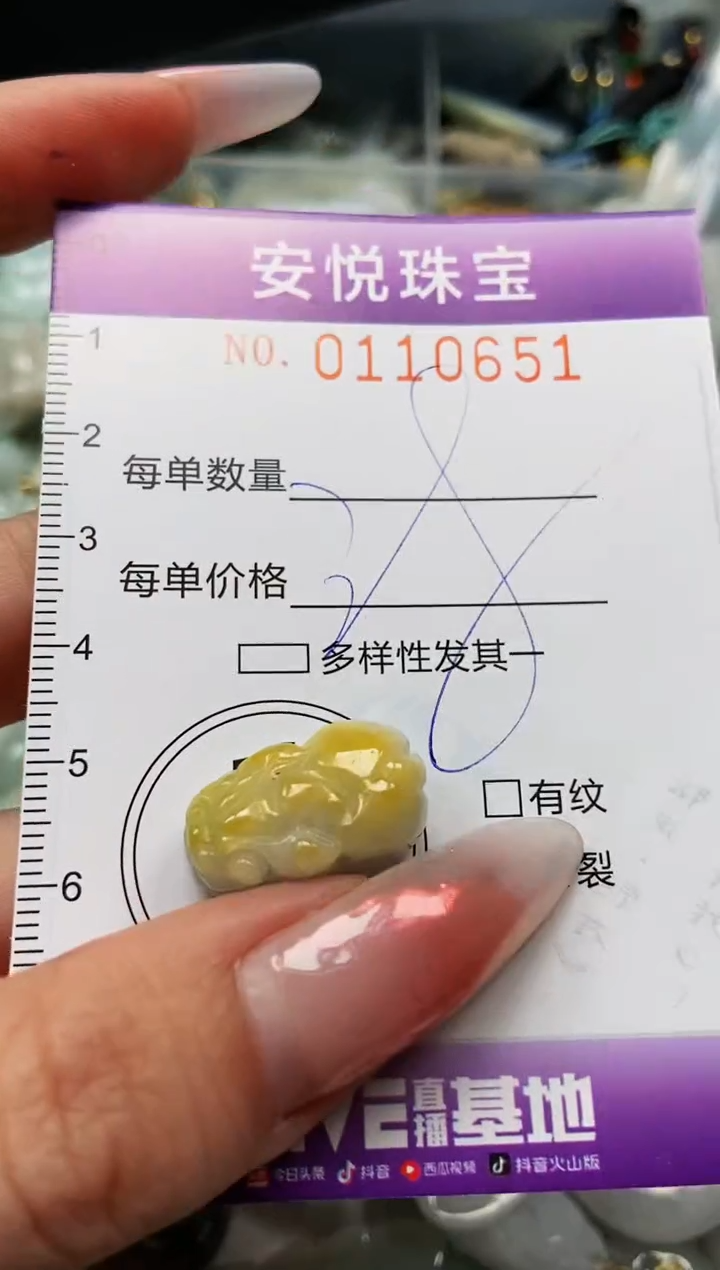 安悦珠宝
NO. 0110651
1
2
每单数量
3
每单价格
4
多样性发其一
5
有纹
6
裂
直播基地
今日头条 抖音 西瓜视频 抖音火山版